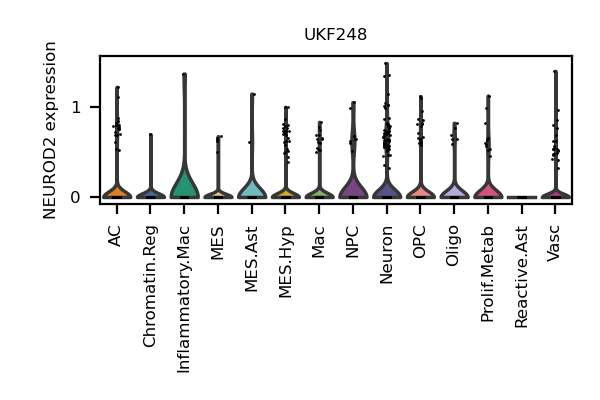 UKF248
NEUROD2 expression
1
0
AC
Chromatin.Reg
Inflammatory.Mac
MES
MES.Ast
MES.Hyp
Mac
NPC
Neuron
OPC
Oligo
Prolif.Metab
Reactive.Ast
Vasc